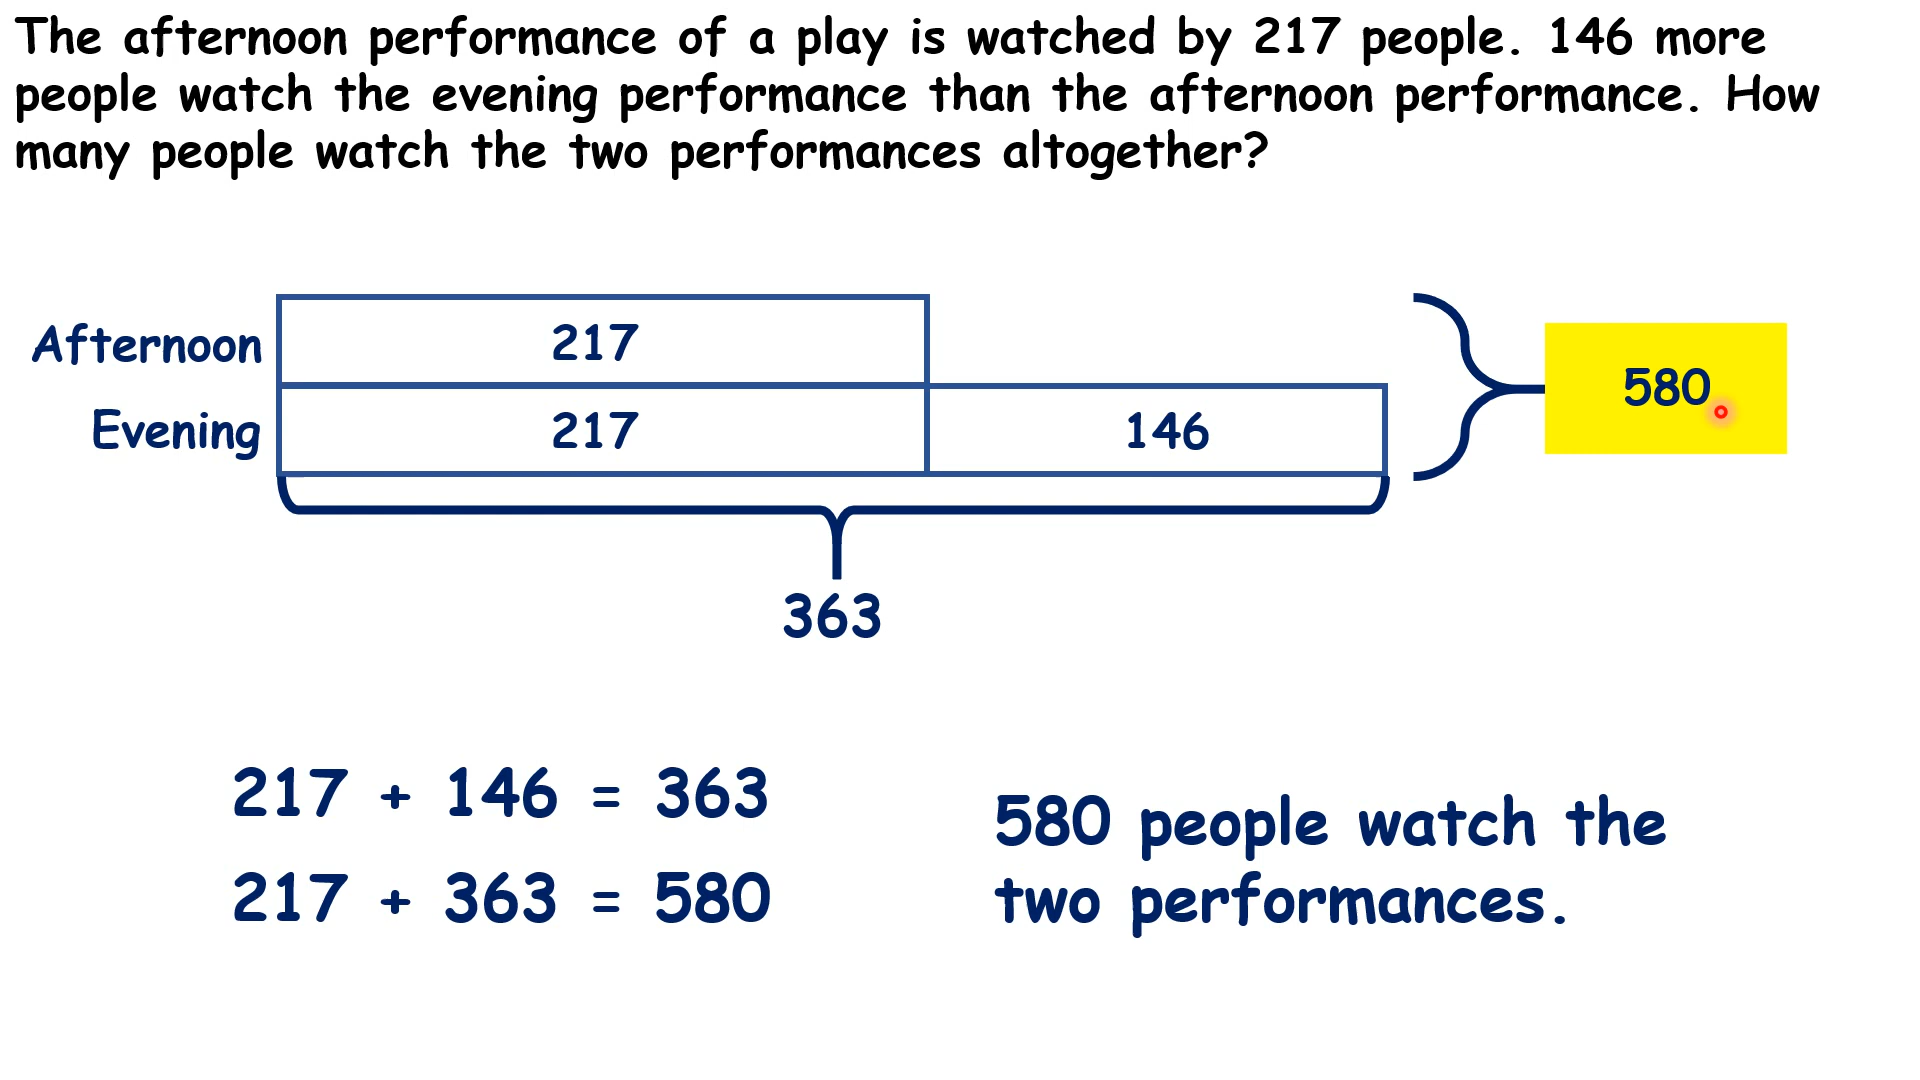 The afternoon performance of a play is watched by 217 people. 146 more
people watch the evening performance than the afternoon performance. How
many people watch the two performances altogether?
Afternoon
217
Evening
217
146
580
363
217 + 146 = 363
217 + 363 = 580
580 people watch the
two performances.